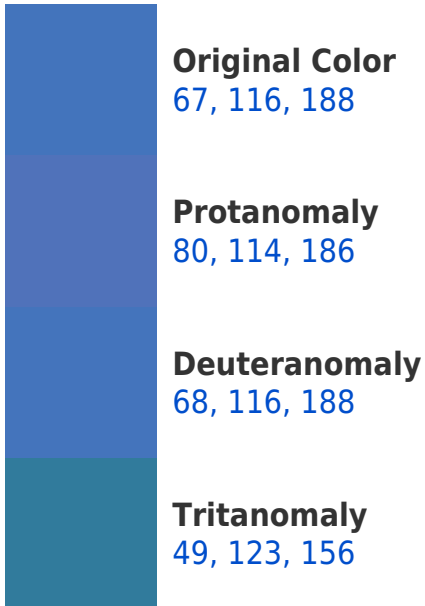 Original Color
67, 116, 188
Protanomaly
80, 114, 186
Deuteranomaly
68, 116, 188
Tritanomaly
49, 123, 156